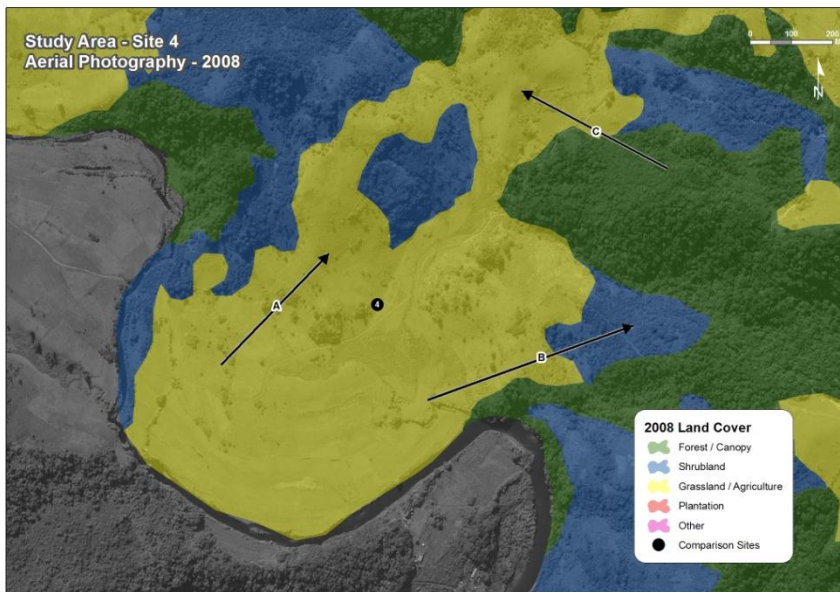 Study Area - Site 4
Aerial Photography - 2008
0 100 200
N
C
A
4
B
2008 Land Cover
Forest / Canopy
Shrubland
Grassland / Agriculture
Plantation
Other
Comparison Sites